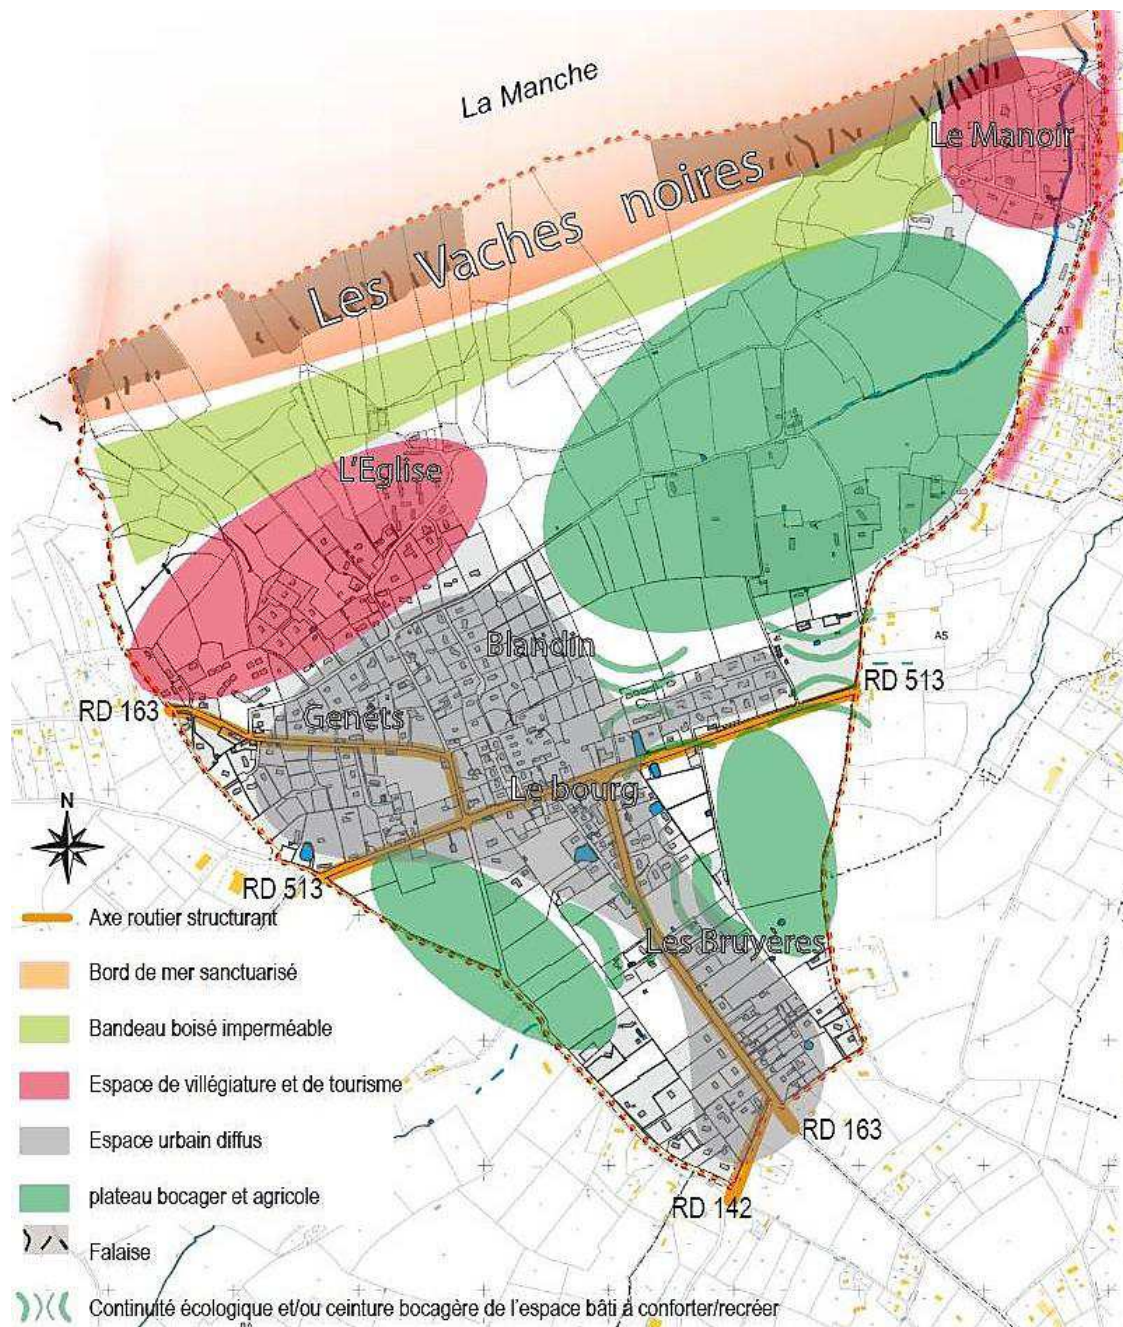 La Manche
Le Manoir
Les Vaches noires
AT
L'Eglise
AS
Blandin
RD 513
RD 163
Genêts
Le bourg
N
RD 513
Les Bruyères
RD 163
RD 142
Axe routier structurant
Bord de mer sanctuarisé
Bandeau boisé imperméable
Espace de villégiature et de tourisme
Espace urbain diffus
plateau bocager et agricole
Falaise
Continuité écologique et/ou ceinture bocagère de l'espace bâti à conforter/recréer